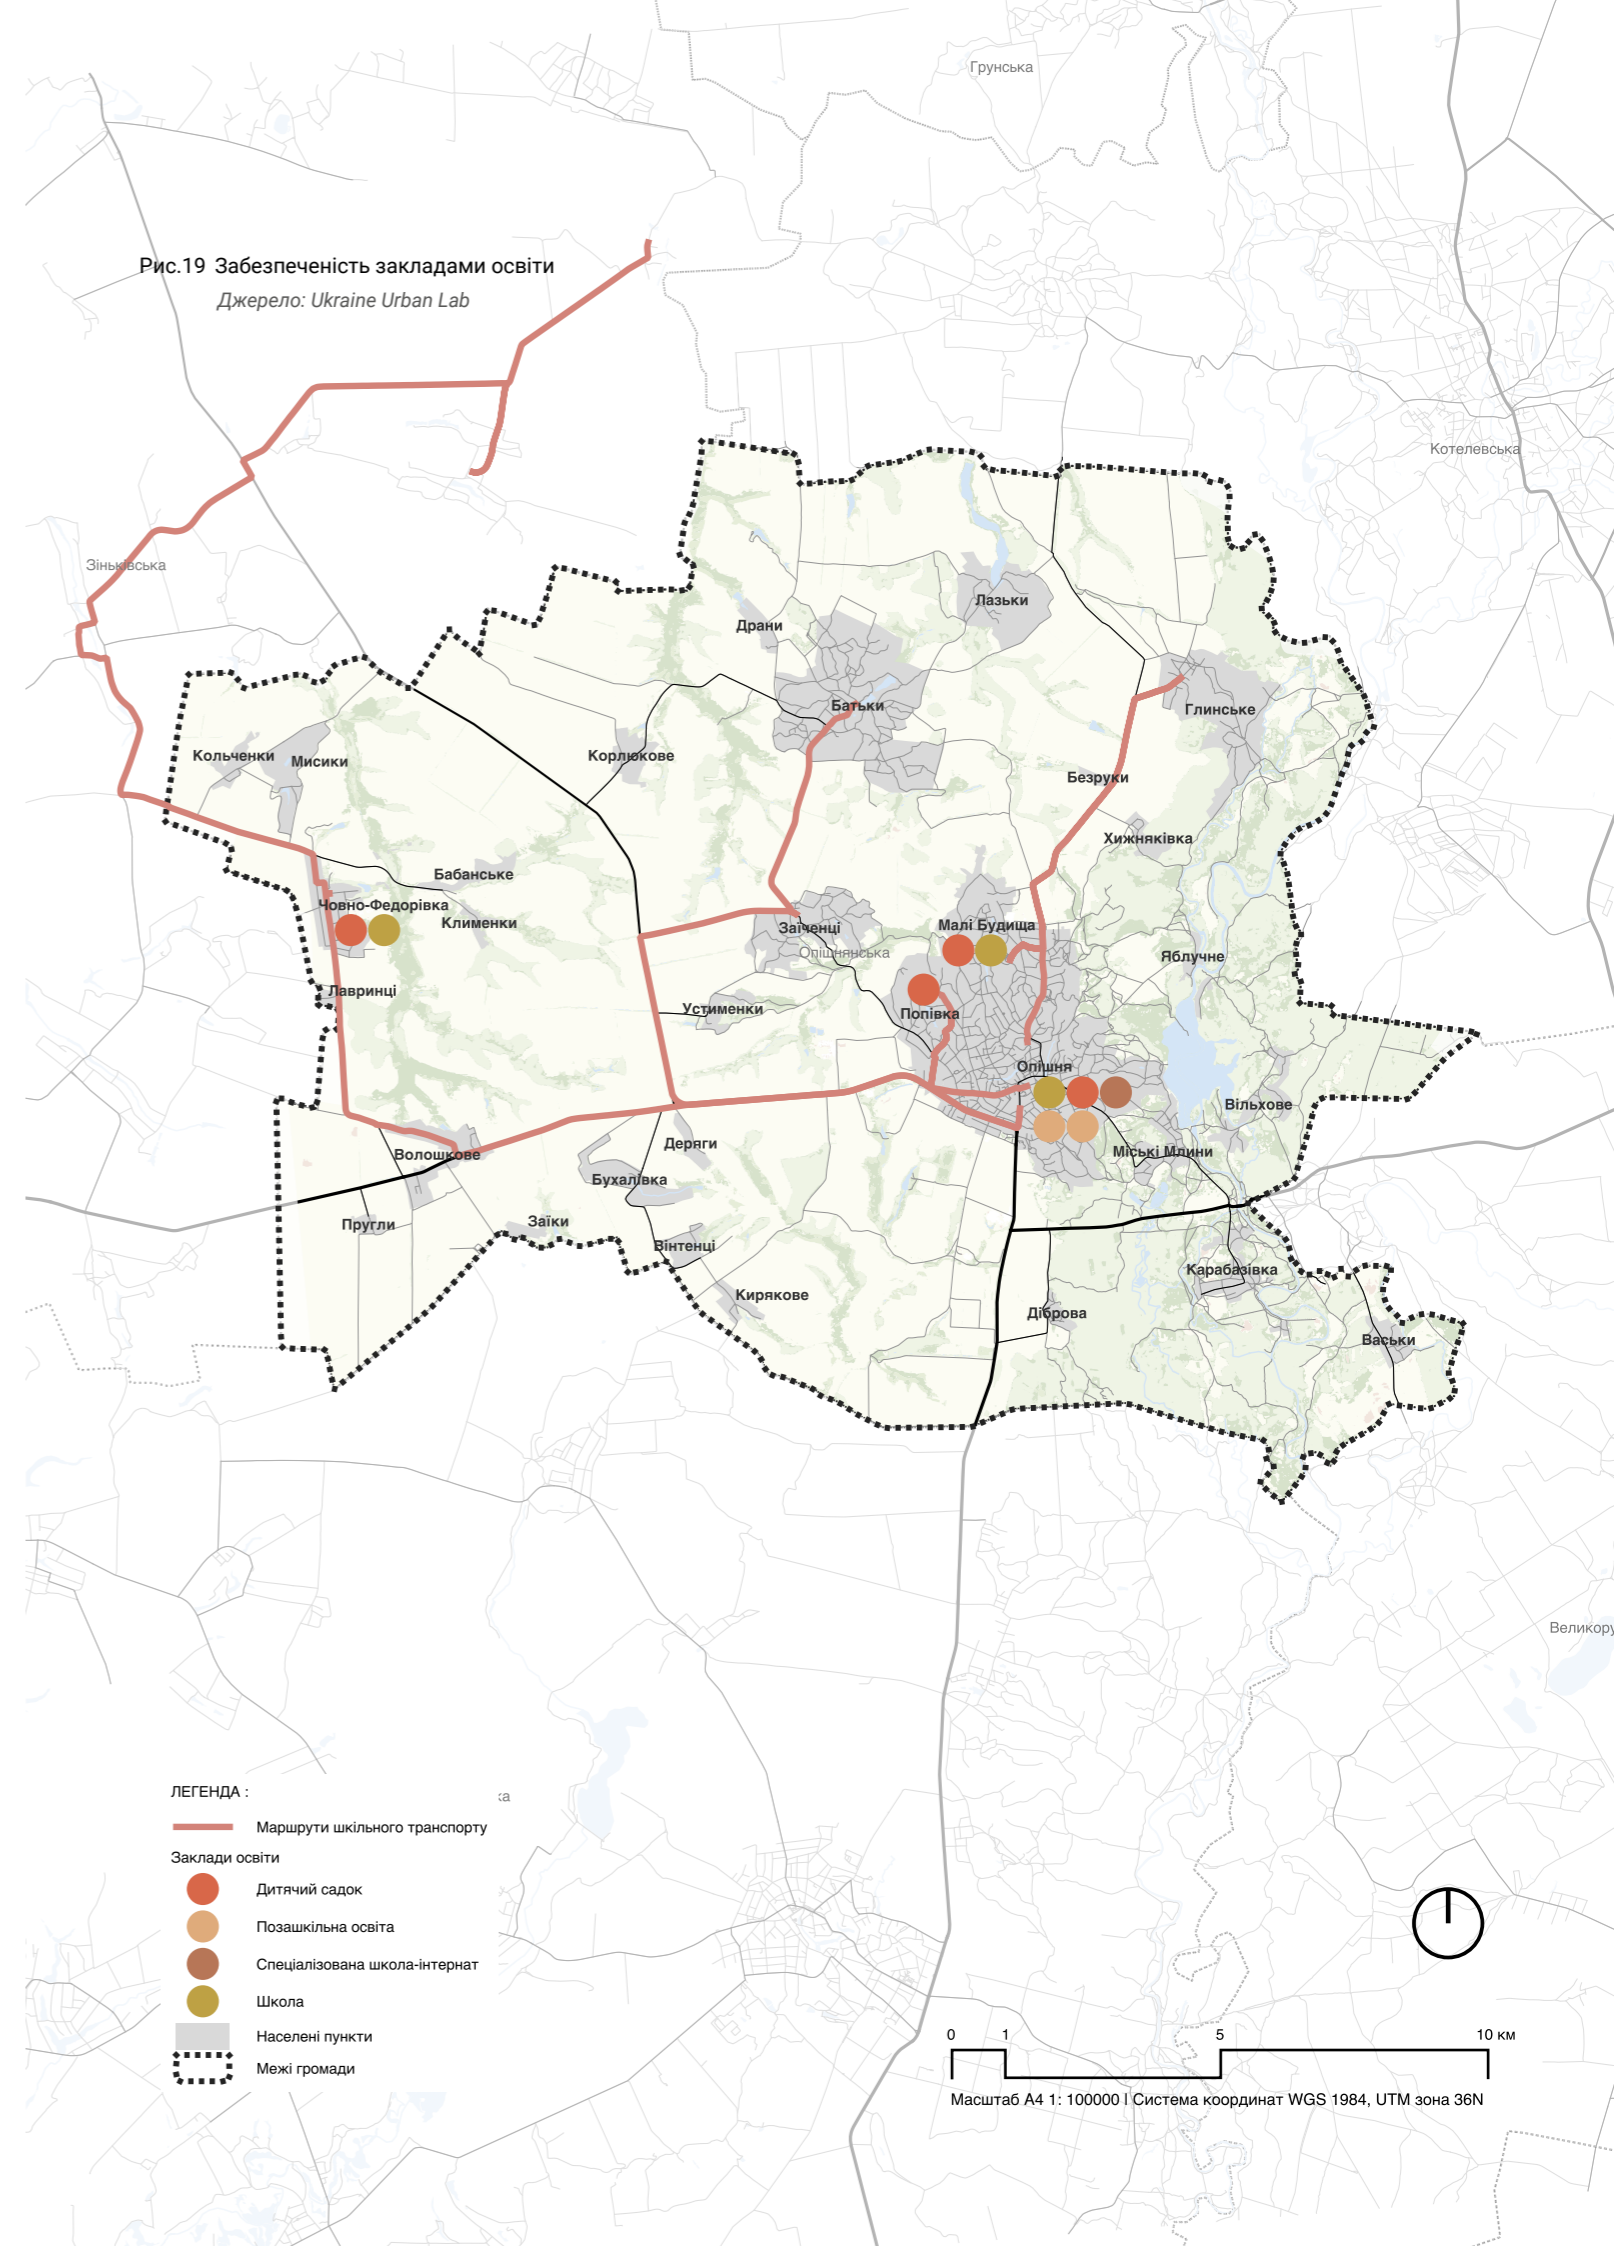 Грунська
Рис.19 Забезпеченість закладами освіти
Джерело: Ukraine Urban Lab
Котелевська
Зіньківська
Лазьки
Драни
Батьки
Глинське
Кольченки
Мисики
Корлюкове
Безруки
Хижняківка
Бабанське
Човно-Федорівка
Клименки
Заїченці
Малі Будища
Опішнянська
Яблучне
Лавринці
Устименки
Попівка
Опішня
Вільхове
Деряги
Волошкове
Міські Млини
Бухалівка
Пругли
Заїки
Вінтенці
Карабазівка
Кирякове
Діброва
Васьки
Великору
ЛЕГЕНДА :
ка
Маршрути шкільного транспорту
Заклади освіти
Дитячий садок
Позашкільна освіта
Спеціалізована школа-інтернат
Школа
Населені пункти
Межі громади
0 1 5 10 км
Масштаб А4 1: 100000 | Система координат WGS 1984, UTM зона 36N